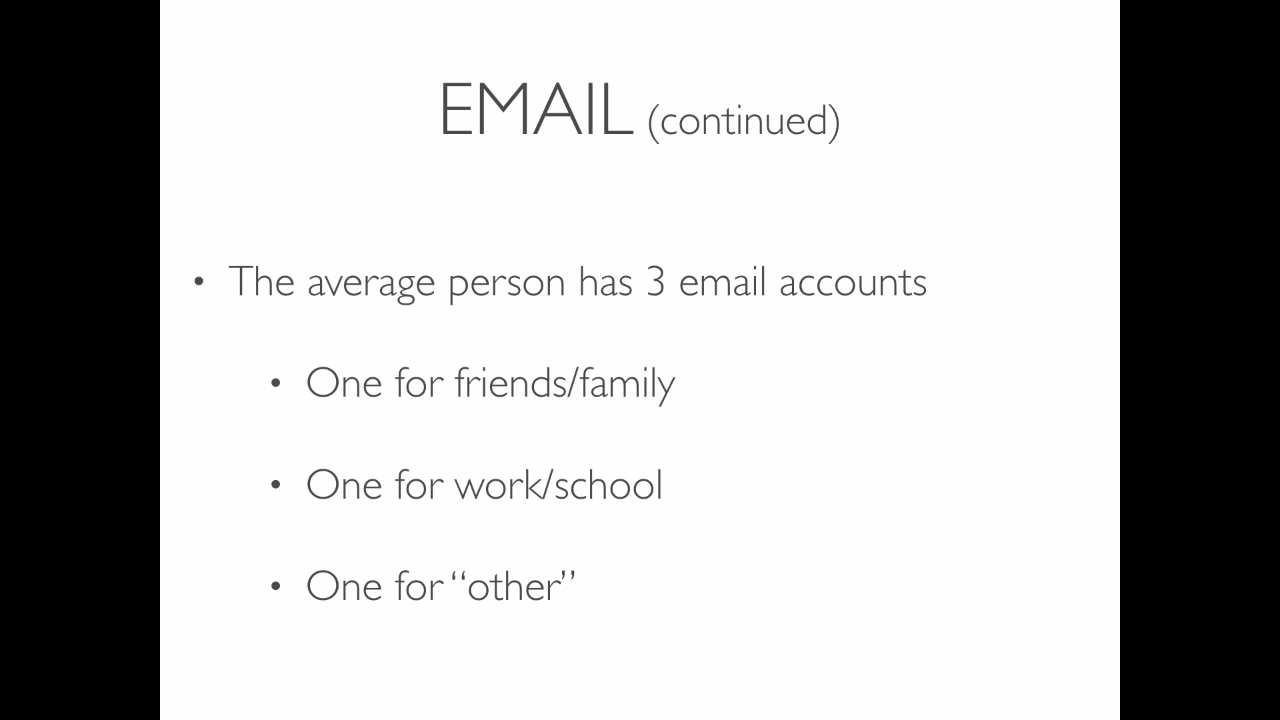 EMAIL (continued)
• The average person has 3 email accounts
• One for friends/family
• One for work/school
• One for “other”